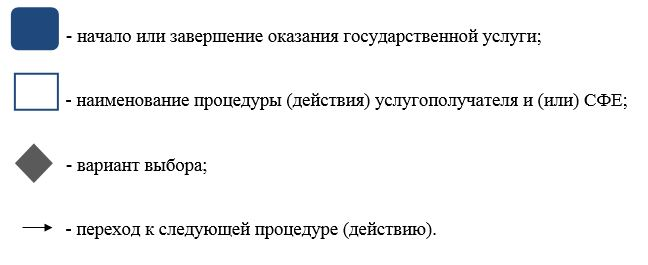 - начало или завершение оказания государственной услуги;
- наименование процедуры (действия) услугополучателя и (или) СФЕ;
- вариант выбора;
- переход к следующей процедуре (действию).